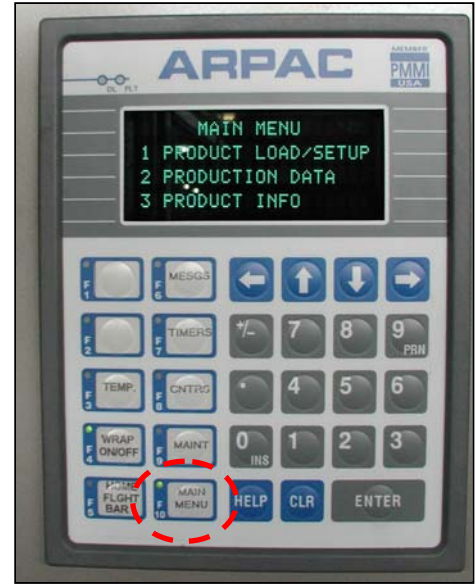 ARPAC
MEMBER
PMMI
USA
OL FLT
MAIN MENU
1 PRODUCT LOAD/SETUP
2 PRODUCTION DATA
3 PRODUCT INFO
F1
F6 MESGS
F2
F7 TIMERS
+/- 7 8 9 PRN
F3 TEMP.
F8 CNTRS
. 4 5 6
F4 WRAP ON/OFF
F9 MAINT
0 INS 1 2 3
F5 HOME FLGHT BAR
F10 MAIN MENU
HELP CLR ENTER